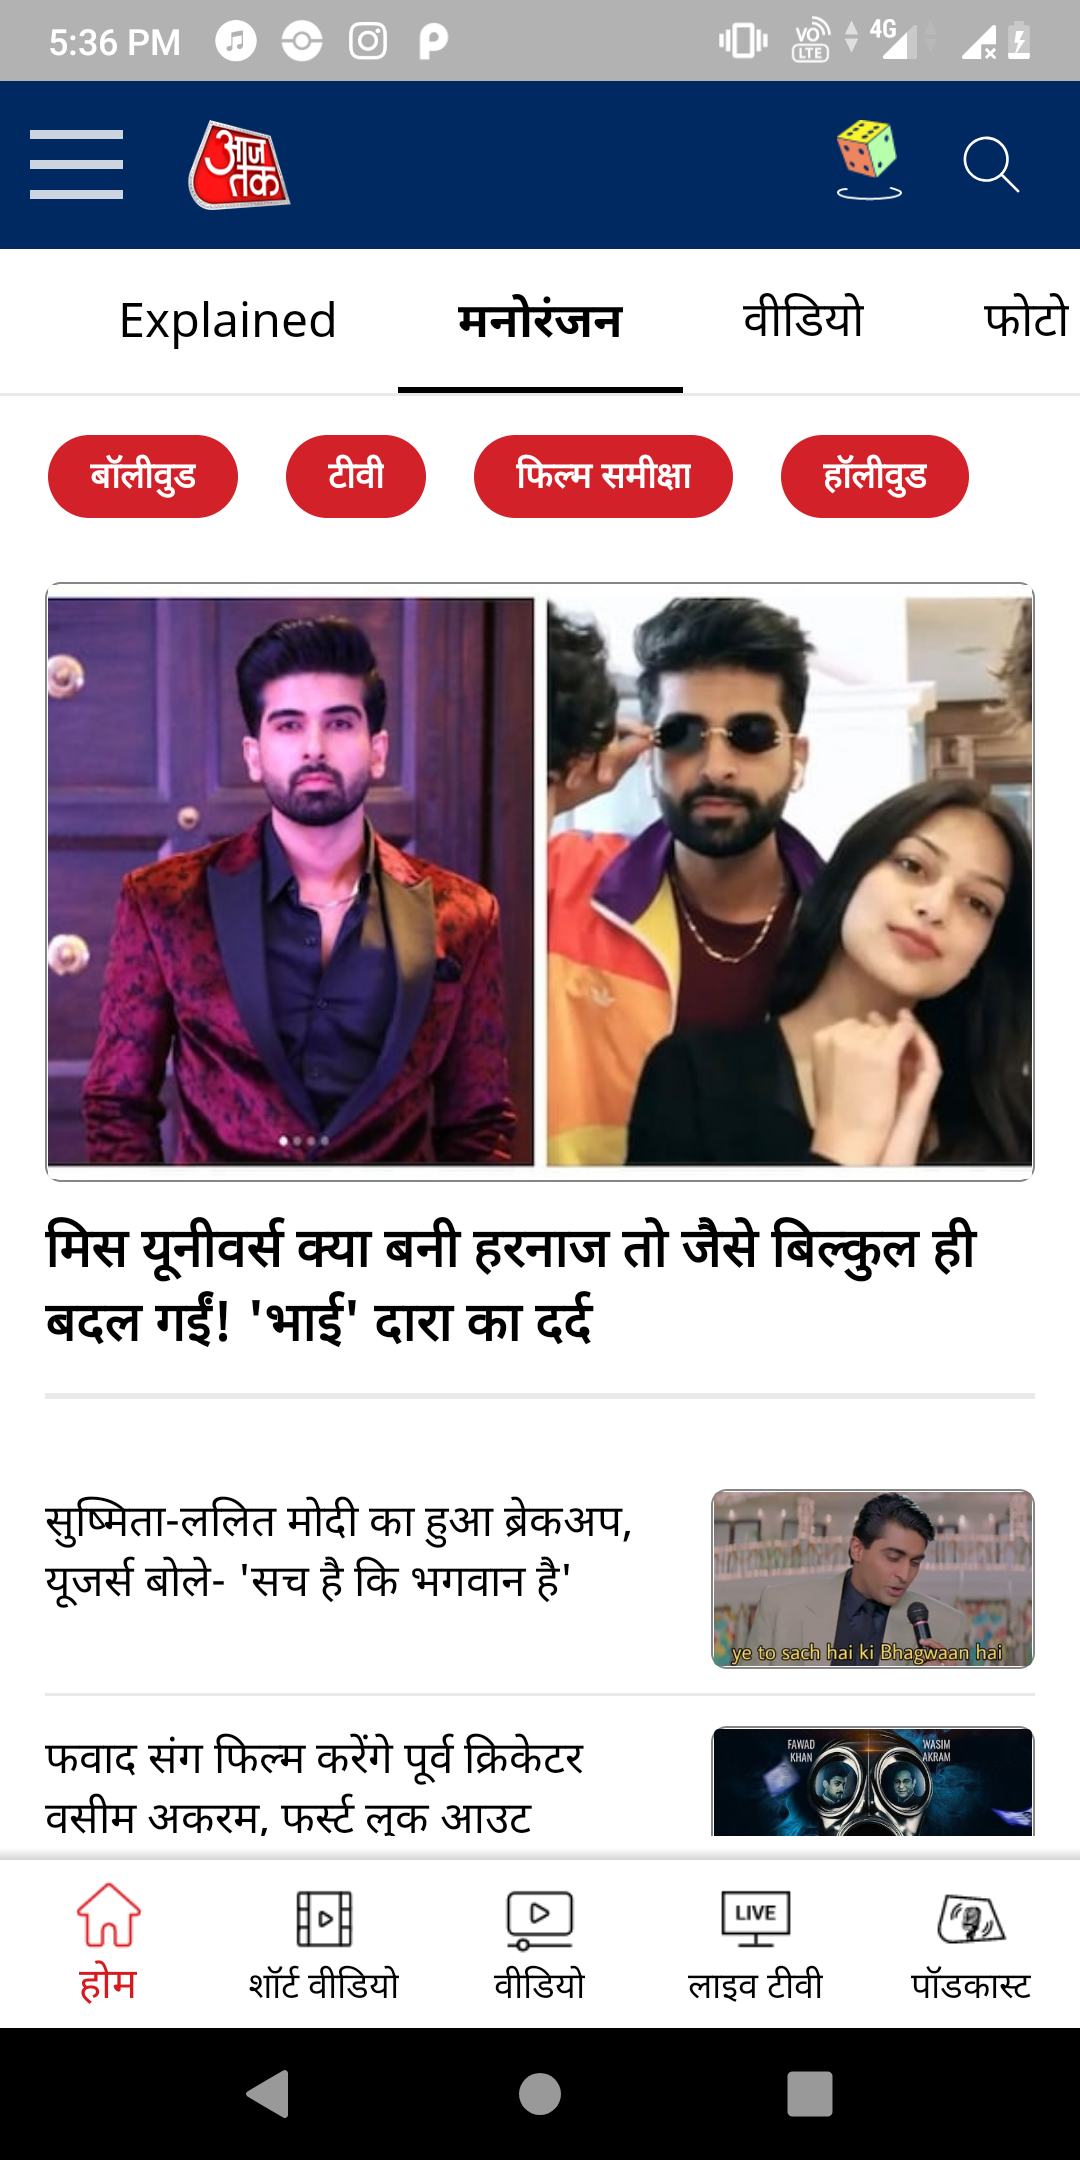 5:36 PM
VO LTE 4G
आज तक
Explained मनोरंजन वीडियो फोटो
बॉलीवुड टीवी फिल्म समीक्षा हॉलीवुड
मिस यूनीवर्स क्या बनी हरनाज तो जैसे बिल्कुल ही
बदल गईं! 'भाई' दारा का दर्द
सुष्मिता-ललित मोदी का हुआ ब्रेकअप,
यूजर्स बोले- 'सच है कि भगवान है'
ye to sach hai ki Bhagwaan hai
फवाद संग फिल्म करेंगे पूर्व क्रिकेटर
वसीम अकरम, फर्स्ट लुक आउट
FAWAD KHAN
WASIM AKRAM
LIVE
होम शॉर्ट वीडियो वीडियो लाइव टीवी पॉडकास्ट